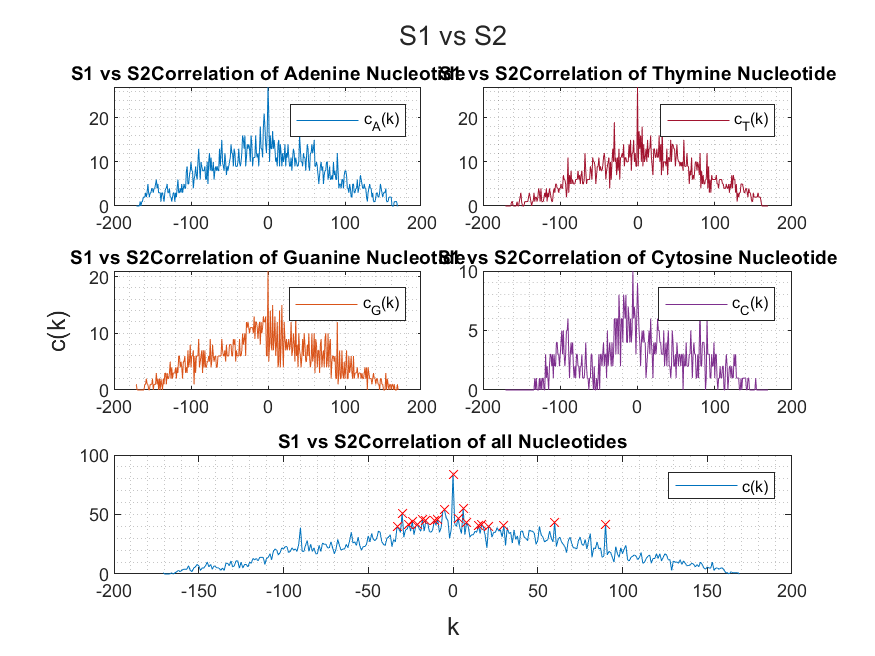 S1 vs S2
S1 vs S2Correlation of Adenine Nucleotide
S1 vs S2Correlation of Thymine Nucleotide
20
10
0
c_A(k)
-200 -100 0 100 200
20
10
0
c_T(k)
-200 -100 0 100 200
S1 vs S2Correlation of Guanine Nucleotide
S1 vs S2Correlation of Cytosine Nucleotide
20
10
0
c_G(k)
-200 -100 0 100 200
10
5
0
c_C(k)
-200 -100 0 100 200
c(k)
S1 vs S2Correlation of all Nucleotides
100
50
0
c(k)
-200 -150 -100 -50 0 50 100 150 200
k